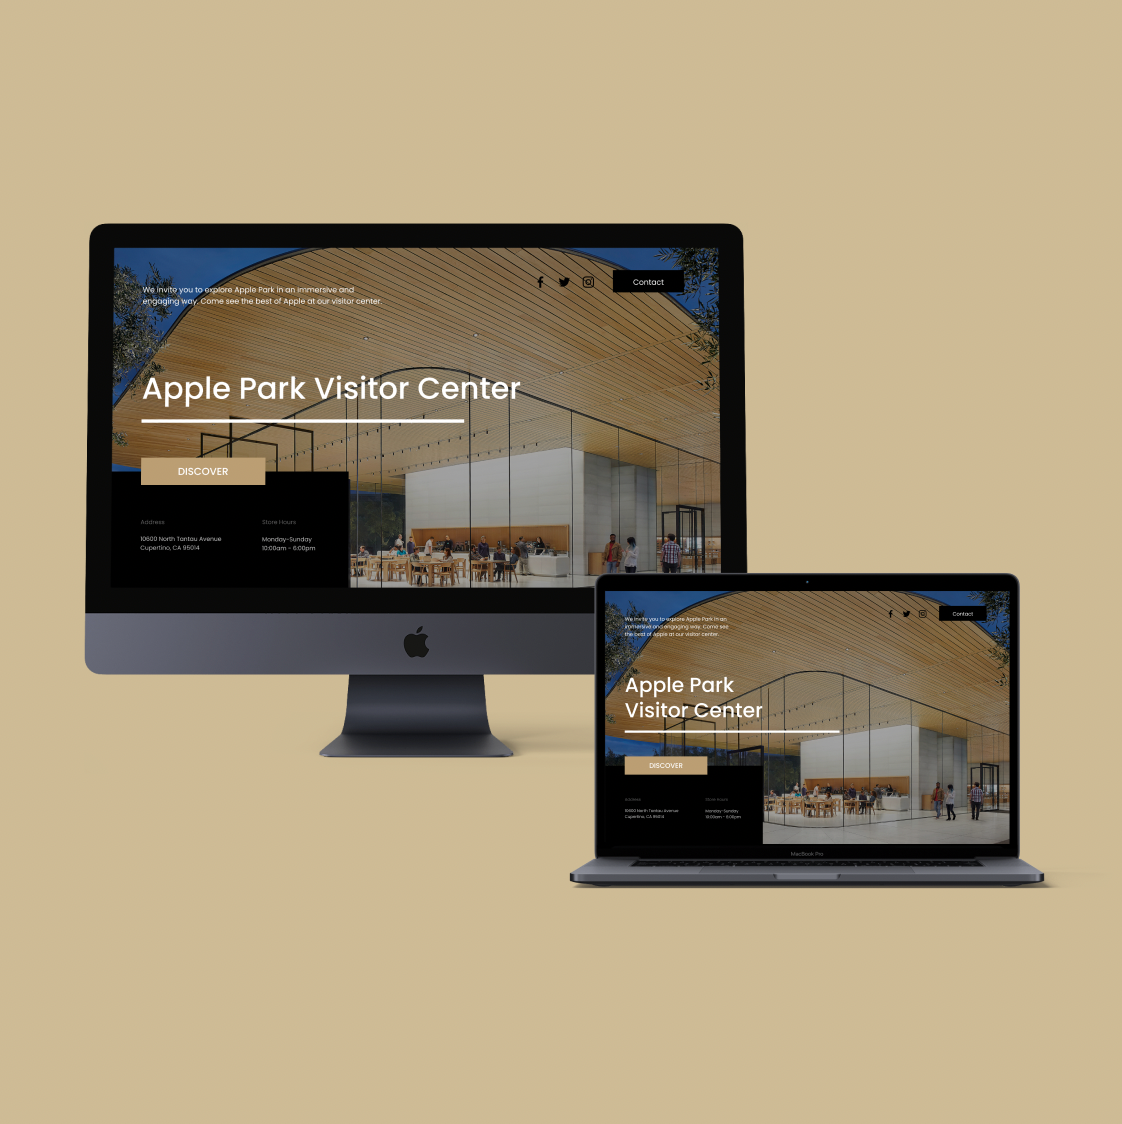 We invite you to explore Apple Park in an immersive and
engaging way. Come see the best of Apple at our visitor center.
Contact
Apple Park Visitor Center
DISCOVER
Address
Store Hours
10600 North Tantau Avenue
Cupertino, CA 95014
Monday-Sunday
10:00am - 6:00pm
We invite you to explore Apple Park in an
immersive and engaging way. Come see
the best of Apple at our visitor center.
Contact
Apple Park
Visitor Center
DISCOVER
Address
Store Hours
10600 North Tantau Avenue
Cupertino, CA 95014
Monday-Sunday
10:00am - 6:00pm
MacBook Pro